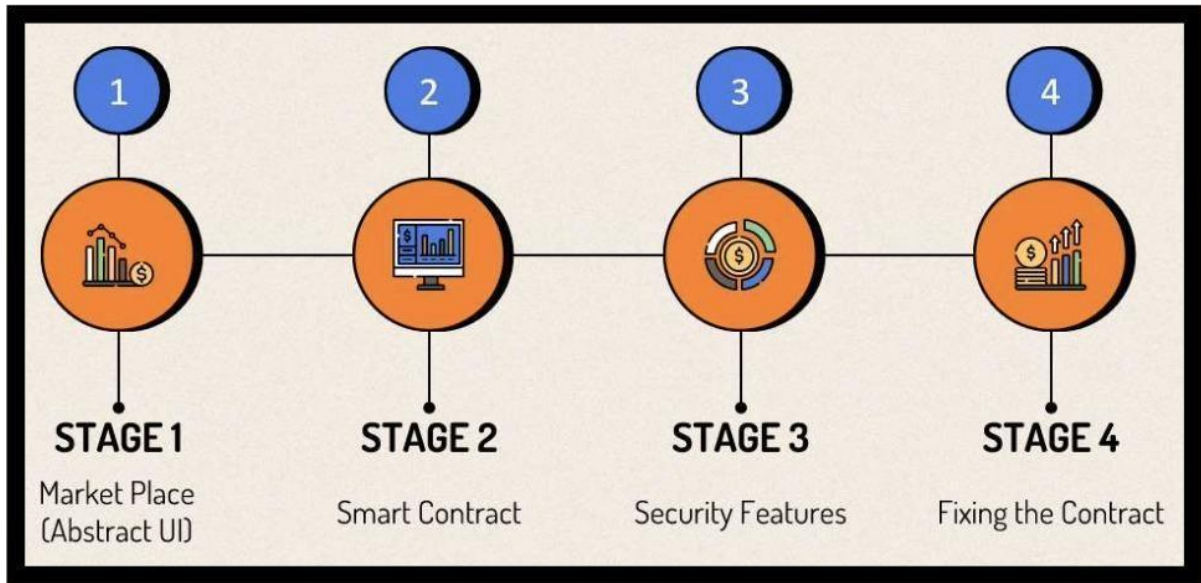 1
2
3
4
$
$
$
$
STAGE 1
STAGE 2
STAGE 3
STAGE 4
Market Place
(Abstract UI)
Smart Contract
Security Features
Fixing the Contract